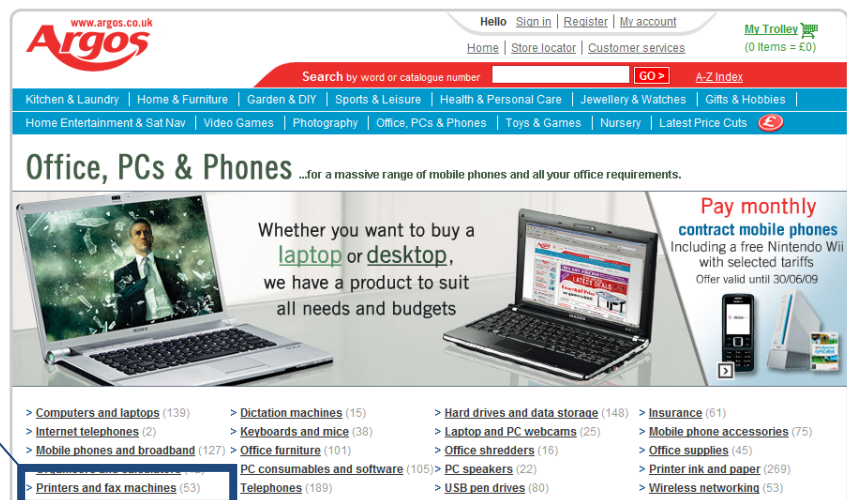 www.argos.co.uk
Argos
Hello Sign in | Register | My account
My Trolley
Home | Store locator | Customer services
(0 Items = £0)
Search by word or catalogue number GO > A-Z Index
Kitchen & Laundry | Home & Furniture | Garden & DIY | Sports & Leisure | Health & Personal Care | Jewellery & Watches | Gifts & Hobbies |
Home Entertainment & Sat Nav | Video Games | Photography | Office, PCs & Phones | Toys & Games | Nursery | Latest Price Cuts £
Office, PCs & Phones ...for a massive range of mobile phones and all your office requirements.
Whether you want to buy a
laptop or desktop,
we have a product to suit
all needs and budgets
SONY
LATEST DEALS
Pay monthly
contract mobile phones
Including a free Nintendo Wii
with selected tariffs
Offer valid until 30/06/09
> Computers and laptops (139) > Dictation machines (15) > Hard drives and data storage (148) > Insurance (61)
> Internet telephones (2) > Keyboards and mice (38) > Laptop and PC webcams (25) > Mobile phone accessories (75)
> Mobile phones and broadband (127) > Office furniture (101) > Office shredders (16) > Office supplies (45)
PC consumables and software (105) > PC speakers (22) > Printer ink and paper (269)
> Printers and fax machines (53) Telephones (189) > USB pen drives (80) > Wireless networking (53)